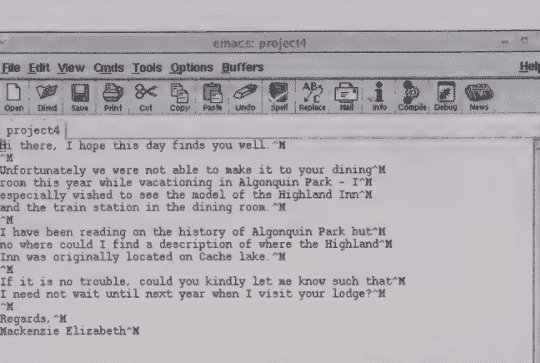 emacs: project4
File Edit View Cmds Tools Options Buffers Help
Open Dired Save Print Cut Copy Paste Undo Spell Replace Mail Info Compile Debug News
project4
Hi there, I hope this day finds you well.^M
^M
Unfortunately we were not able to make it to your dining^M
room this year while vacationing in Algonquin Park - I^M
especially wished to see the model of the Highland Inn^M
and the train station in the dining room.^M
^M
I have been reading on the history of Algonquin Park but^M
no where could I find a description of where the Highland^M
Inn was originally located on Cache lake.^M
^M
If it is no trouble, could you kindly let me know such that^M
I need not wait until next year when I visit your lodge?^M
^M
Regards,^M
Mackenzie Elizabeth^M